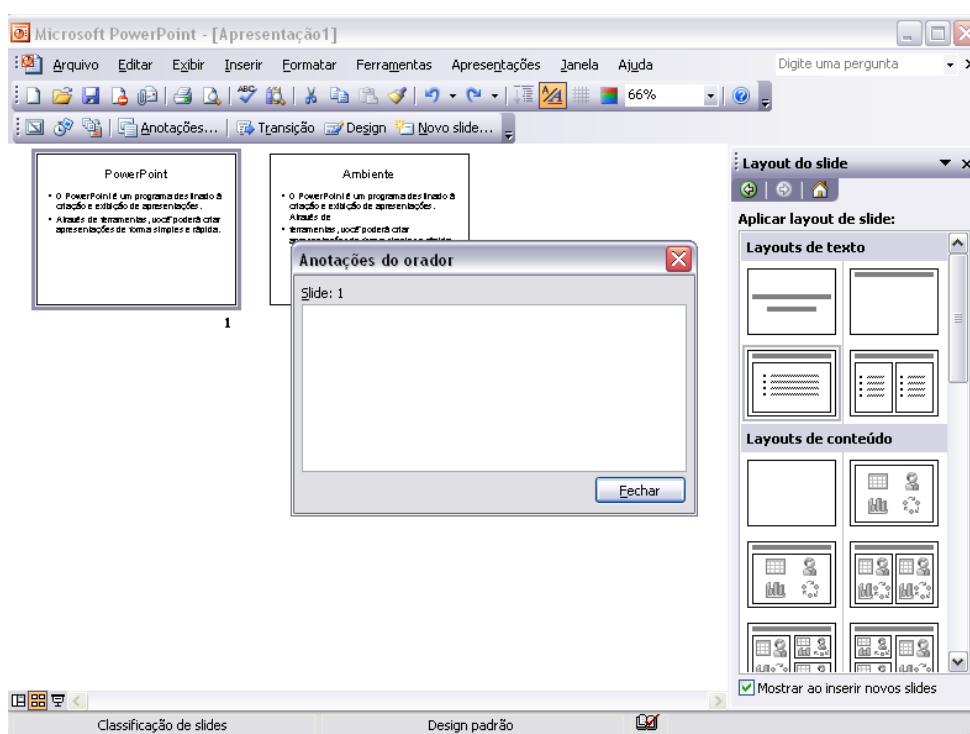 Microsoft PowerPoint - [Apresentação1]
Arquivo Editar Exibir Inserir Formatar Ferramentas Apresentações Janela Ajuda Digite uma pergunta
ABC 66%
Anotações... Transição Design Novo slide...
PowerPoint
• O PowerPoint é um programa destinado à
criação e exibição de apresentações.
• Através de ferramentas, você poderá criar
apresentações de forma simples e rápida.
1
Ambiente
• O PowerPoint é um programa destinado à
criação e exibição de apresentações.
Através de
• ferramentas, você poderá criar
Anotações do orador
Slide: 1
Fechar
Layout do slide
Aplicar layout de slide:
Layouts de texto
Layouts de conteúdo
Mostrar ao inserir novos slides
Classificação de slides Design padrão